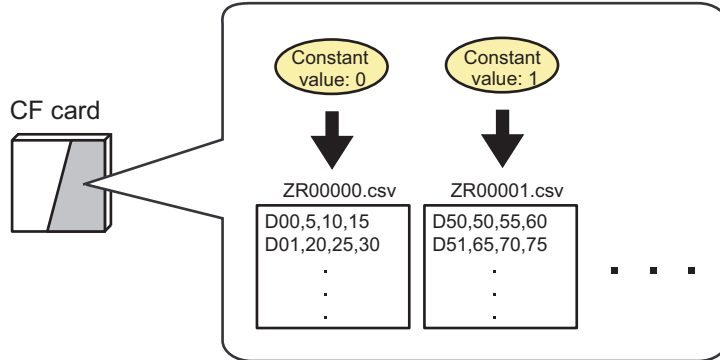 CF card
Constant
value: 0
Constant
value: 1
ZR00000.csv
ZR00001.csv
D00,5,10,15
D01,20,25,30
D50,50,55,60
D51,65,70,75